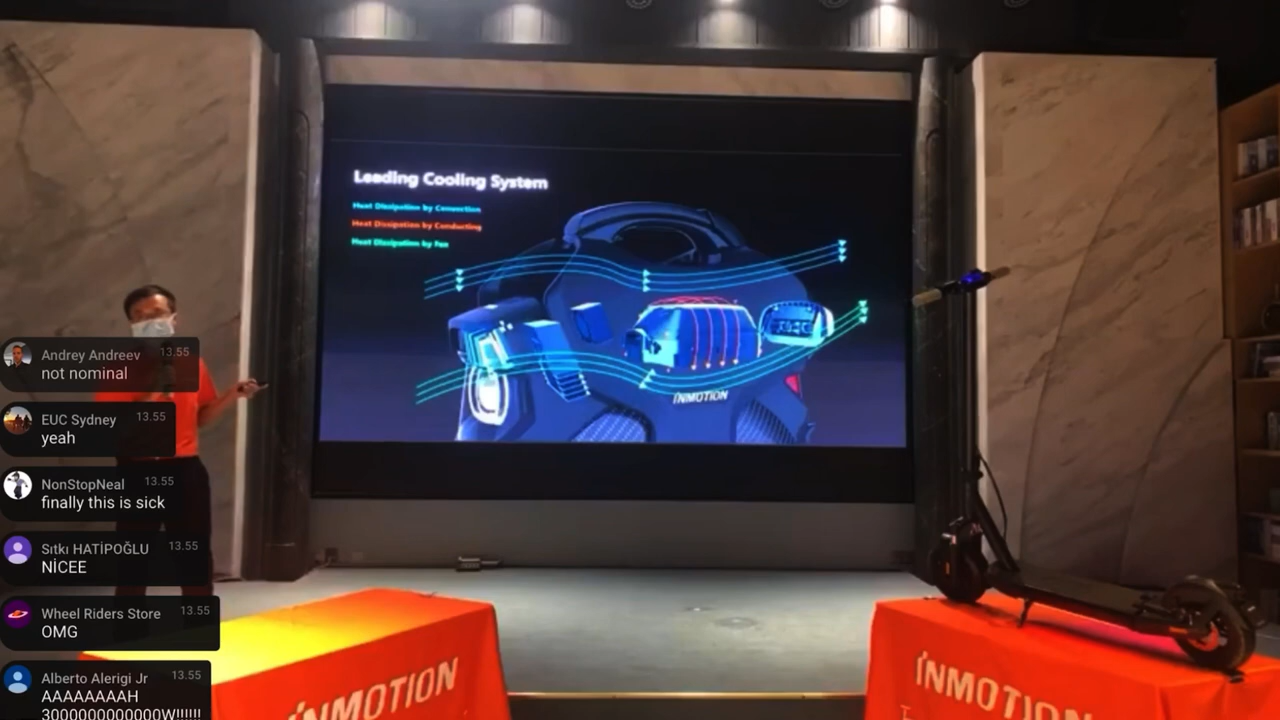 Leading Cooling System
Heat Dissipation by Convection
Heat Dissipation by Conducting
Heat Dissipation by Fan
INMOTION
Andrey Andreev 13.55
not nominal
EUC Sydney 13.55
yeah
NonStopNeal 13.55
finally this is sick
Sıtkı HATİPOĞLU 13.55
NİCEE
Wheel Riders Store 13.55
OMG
Alberto Alerigi Jr 13.55
AAAAAAAAH
3000000000000W!!!!!!
INMOTION
INMOTION